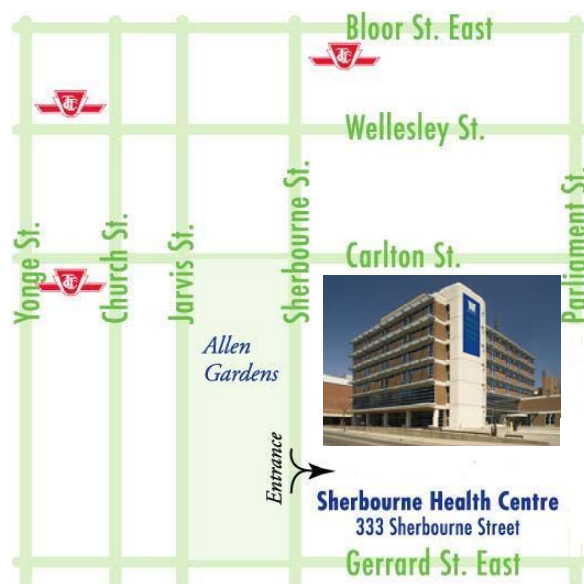 Bloor St. East
Wellesley St.
Yonge St.
Church St.
Jarvis St.
Sherbourne St.
Parliament St.
Carlton St.
Allen
Gardens
Entrance
Sherbourne Health Centre
333 Sherbourne Street
Gerrard St. East